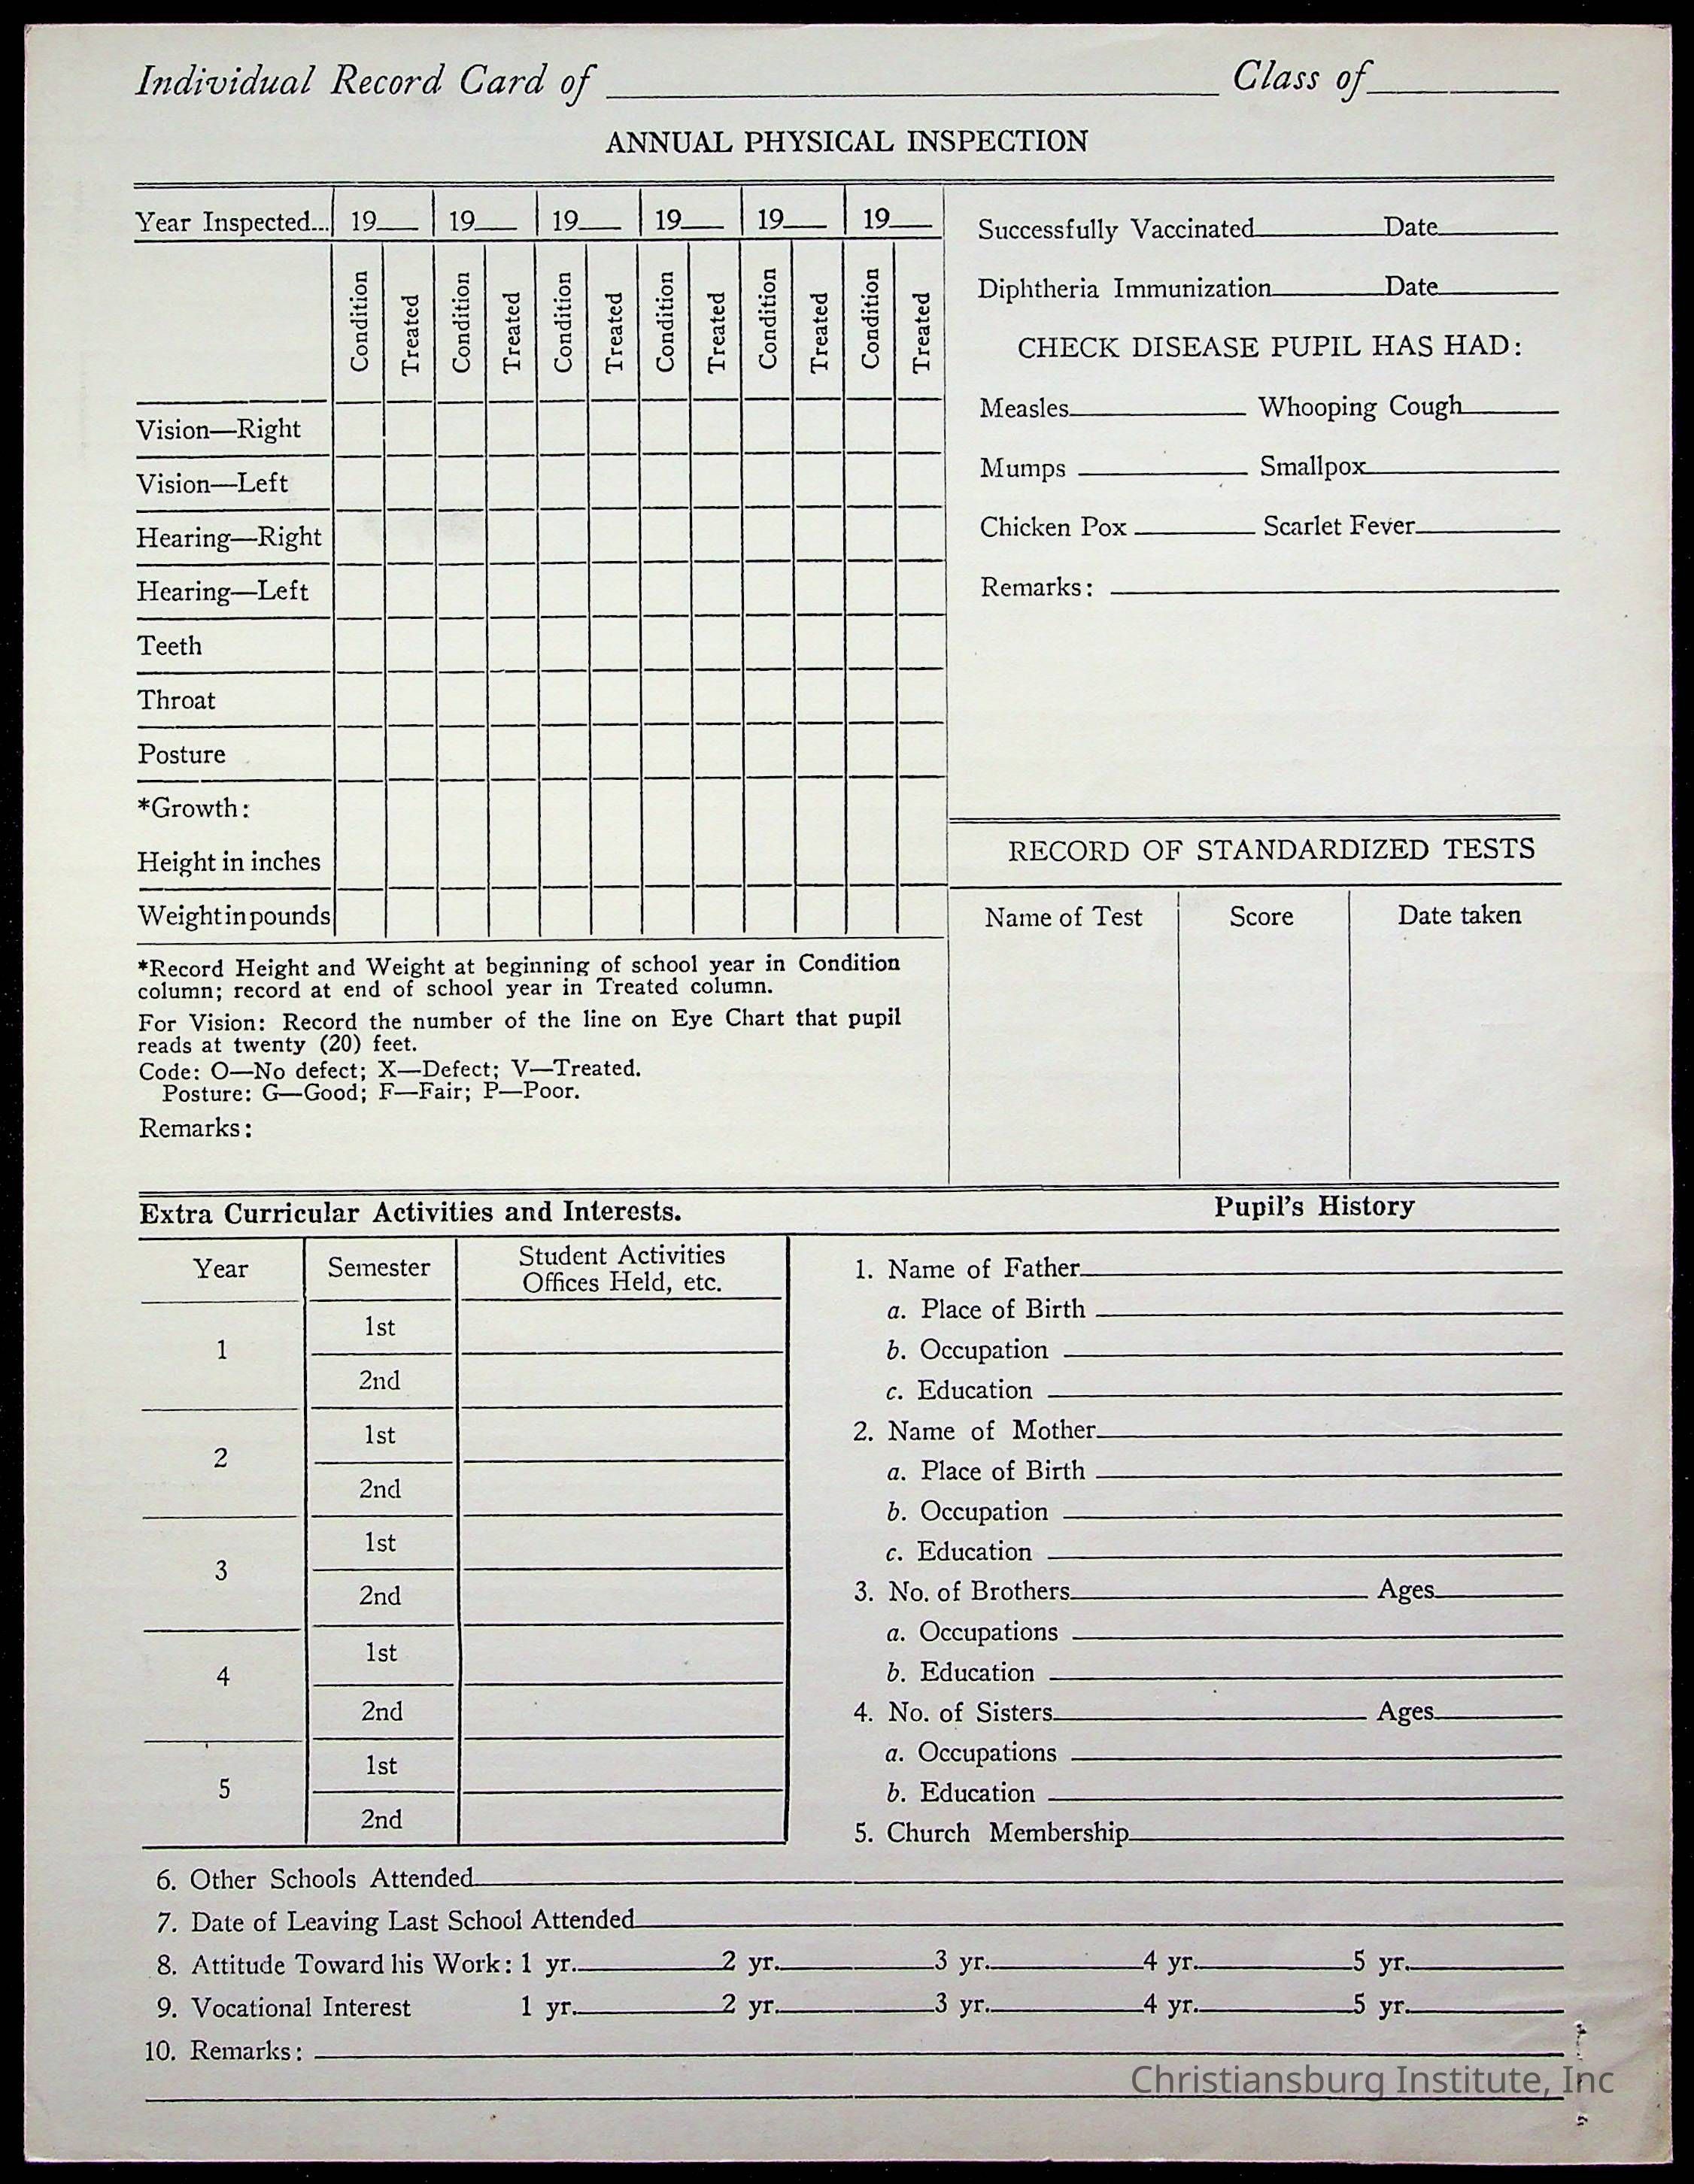 Individual Record Card of Class of
ANNUAL PHYSICAL INSPECTION
Year Inspected... 19 19 19 19 19 19
Condition Treated Condition Treated Condition Treated Condition Treated Condition Treated Condition Treated
Vision—Right
Vision—Left
Hearing—Right
Hearing—Left
Teeth
Throat
Posture
*Growth:
Height in inches
Weight in pounds
*Record Height and Weight at beginning of school year in Condition
column; record at end of school year in Treated column.
For Vision: Record the number of the line on Eye Chart that pupil
reads at twenty (20) feet.
Code: O—No defect; X—Defect; V—Treated.
Posture: G—Good; F—Fair; P—Poor.
Remarks:
Successfully Vaccinated Date
Diphtheria Immunization Date
CHECK DISEASE PUPIL HAS HAD:
Measles Whooping Cough
Mumps Smallpox
Chicken Pox Scarlet Fever
Remarks:
RECORD OF STANDARDIZED TESTS
Name of Test Score Date taken
Extra Curricular Activities and Interests.
Year Semester Student Activities
Offices Held, etc.
1 1st
2nd
2 1st
2nd
3 1st
2nd
4 1st
2nd
5 1st
2nd
Pupil's History
1. Name of Father
a. Place of Birth
b. Occupation
c. Education
2. Name of Mother
a. Place of Birth
b. Occupation
c. Education
3. No. of Brothers Ages
a. Occupations
b. Education
4. No. of Sisters Ages
a. Occupations
b. Education
5. Church Membership
6. Other Schools Attended
7. Date of Leaving Last School Attended
8. Attitude Toward his Work: 1 yr. 2 yr. 3 yr. 4 yr. 5 yr.
9. Vocational Interest 1 yr. 2 yr. 3 yr. 4 yr. 5 yr.
10. Remarks:
Christiansburg Institute, Inc